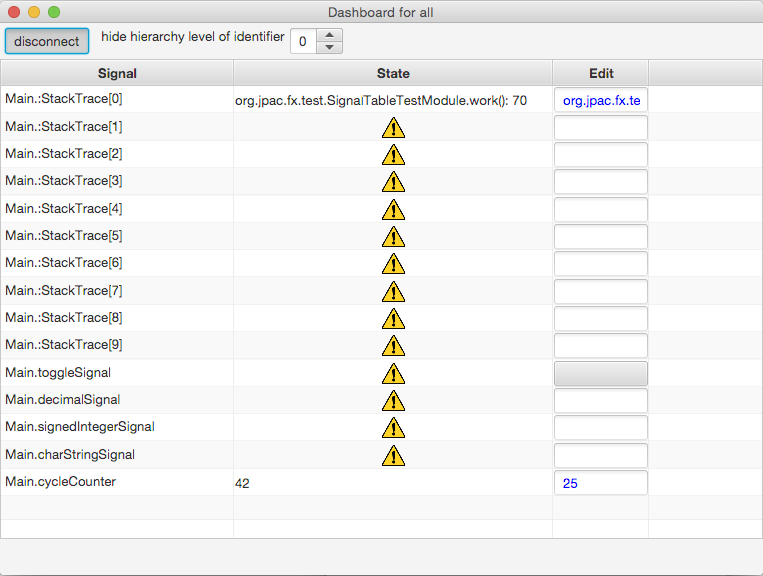 Dashboard for all
disconnect hide hierarchy level of identifier 0
Signal State Edit
Main.:StackTrace[0] org.jpac.fx.test.SignalTableTestModule.work(): 70 org.jpac.fx.te
Main.:StackTrace[1]
Main.:StackTrace[2]
Main.:StackTrace[3]
Main.:StackTrace[4]
Main.:StackTrace[5]
Main.:StackTrace[6]
Main.:StackTrace[7]
Main.:StackTrace[8]
Main.:StackTrace[9]
Main.toggleSignal
Main.decimalSignal
Main.signedIntegerSignal
Main.charStringSignal
Main.cycleCounter 42 25